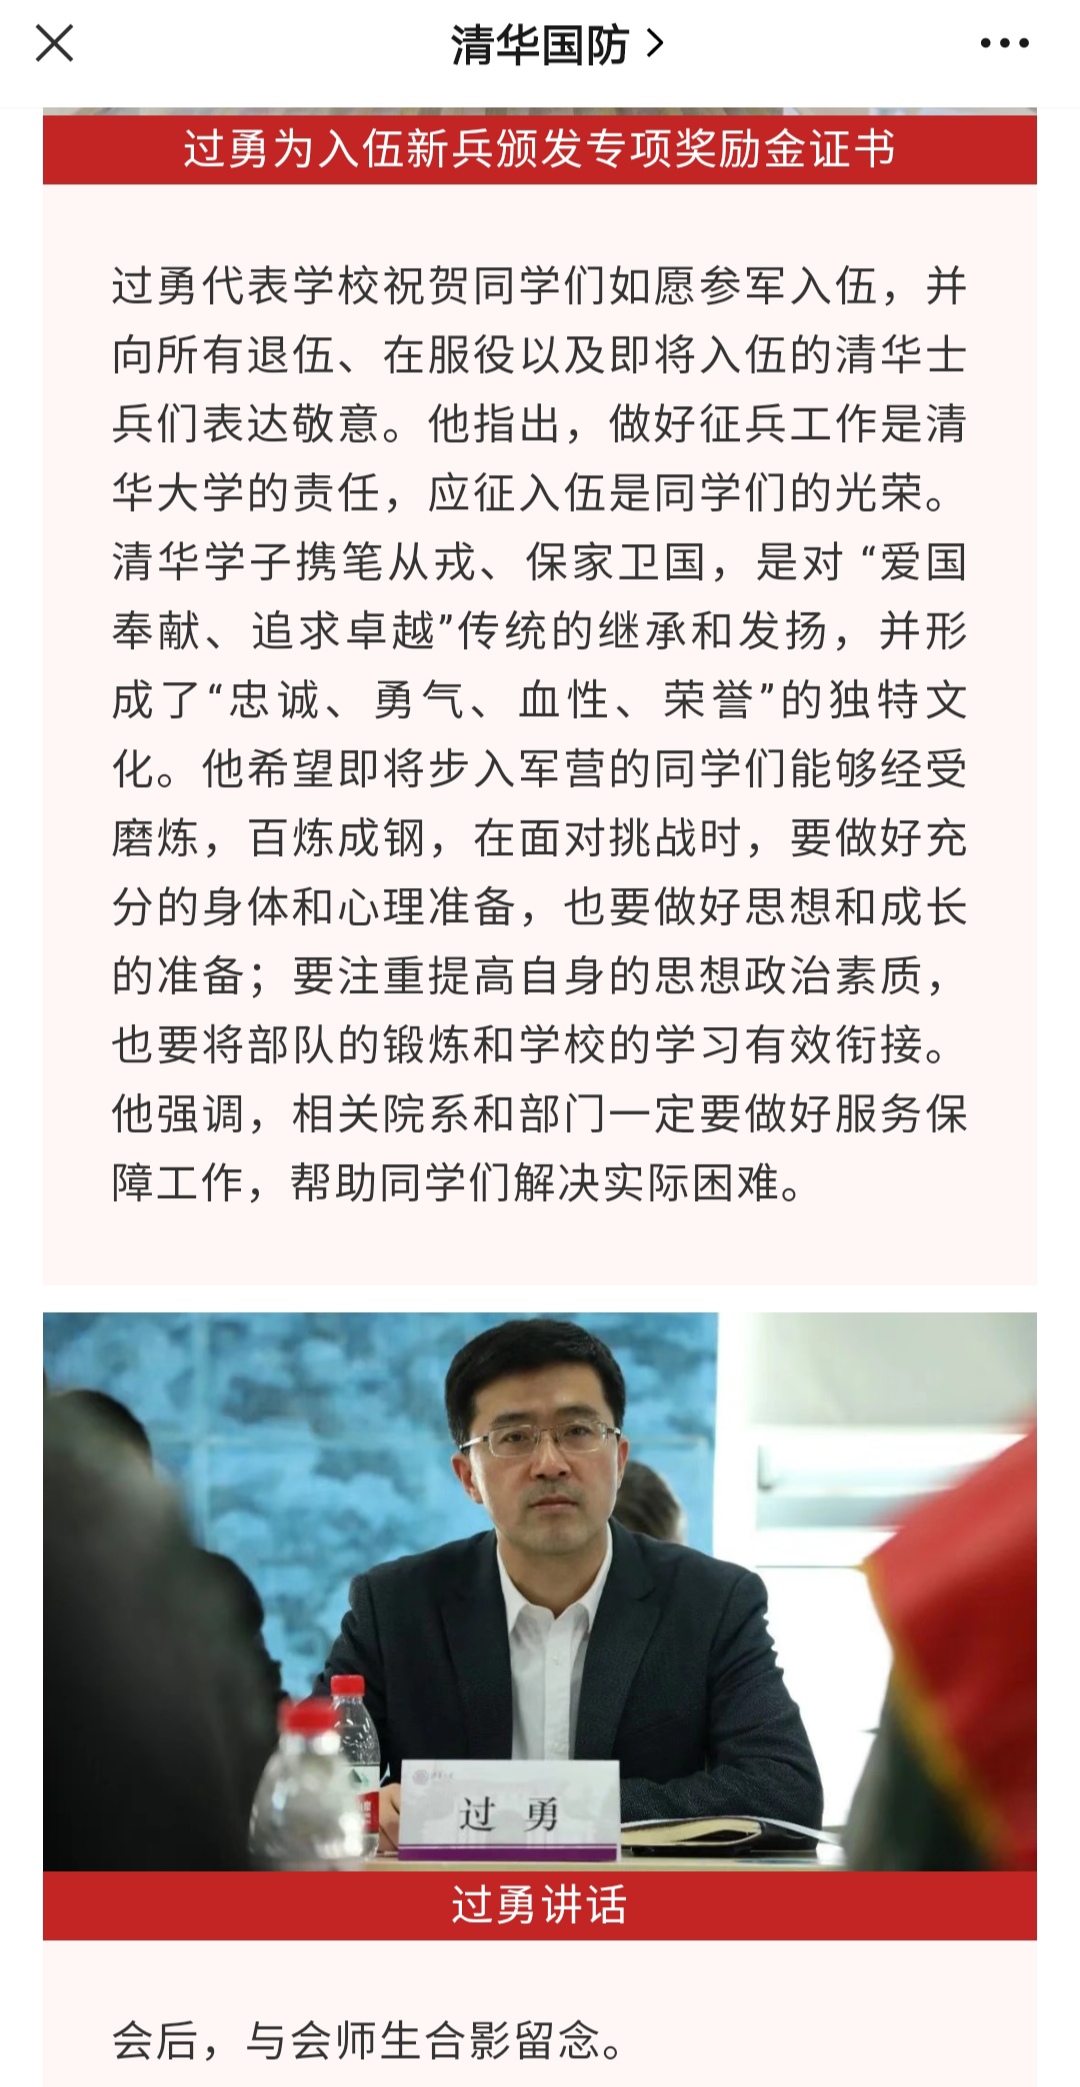 清华国防
过勇为入伍新兵颁发专项奖励金证书
过勇代表学校祝贺同学们如愿参军入伍，并
向所有退伍、在服役以及即将入伍的清华士
兵们表达敬意。他指出，做好征兵工作是清
华大学的责任，应征入伍是同学们的光荣。
清华学子携笔从戎、保家卫国，是对 “爱国
奉献、追求卓越”传统的继承和发扬，并形
成了“忠诚、勇气、血性、荣誉”的独特文
化。他希望即将步入军营的同学们能够经受
磨炼，百炼成钢，在面对挑战时，要做好充
分的身体和心理准备，也要做好思想和成长
的准备；要注重提高自身的思想政治素质，
也要将部队的锻炼和学校的学习有效衔接。
他强调，相关院系和部门一定要做好服务保
障工作，帮助同学们解决实际困难。
过 勇
过勇讲话
会后，与会师生合影留念。